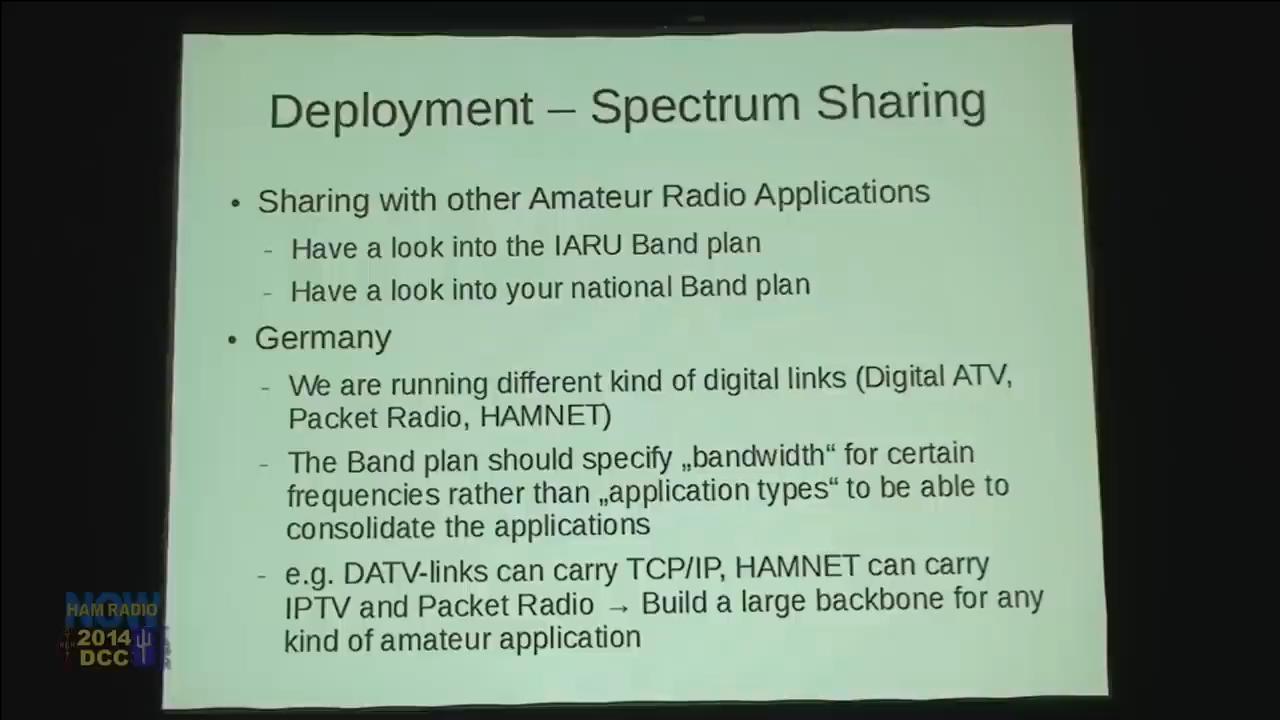 Deployment – Spectrum Sharing
• Sharing with other Amateur Radio Applications
- Have a look into the IARU Band plan
- Have a look into your national Band plan
• Germany
- We are running different kind of digital links (Digital ATV,
Packet Radio, HAMNET)
- The Band plan should specify „bandwidth“ for certain
frequencies rather than „application types“ to be able to
consolidate the applications
- e.g. DATV-links can carry TCP/IP, HAMNET can carry
IPTV and Packet Radio → Build a large backbone for any
kind of amateur application
NOW
HAM RADIO
2014
DCC